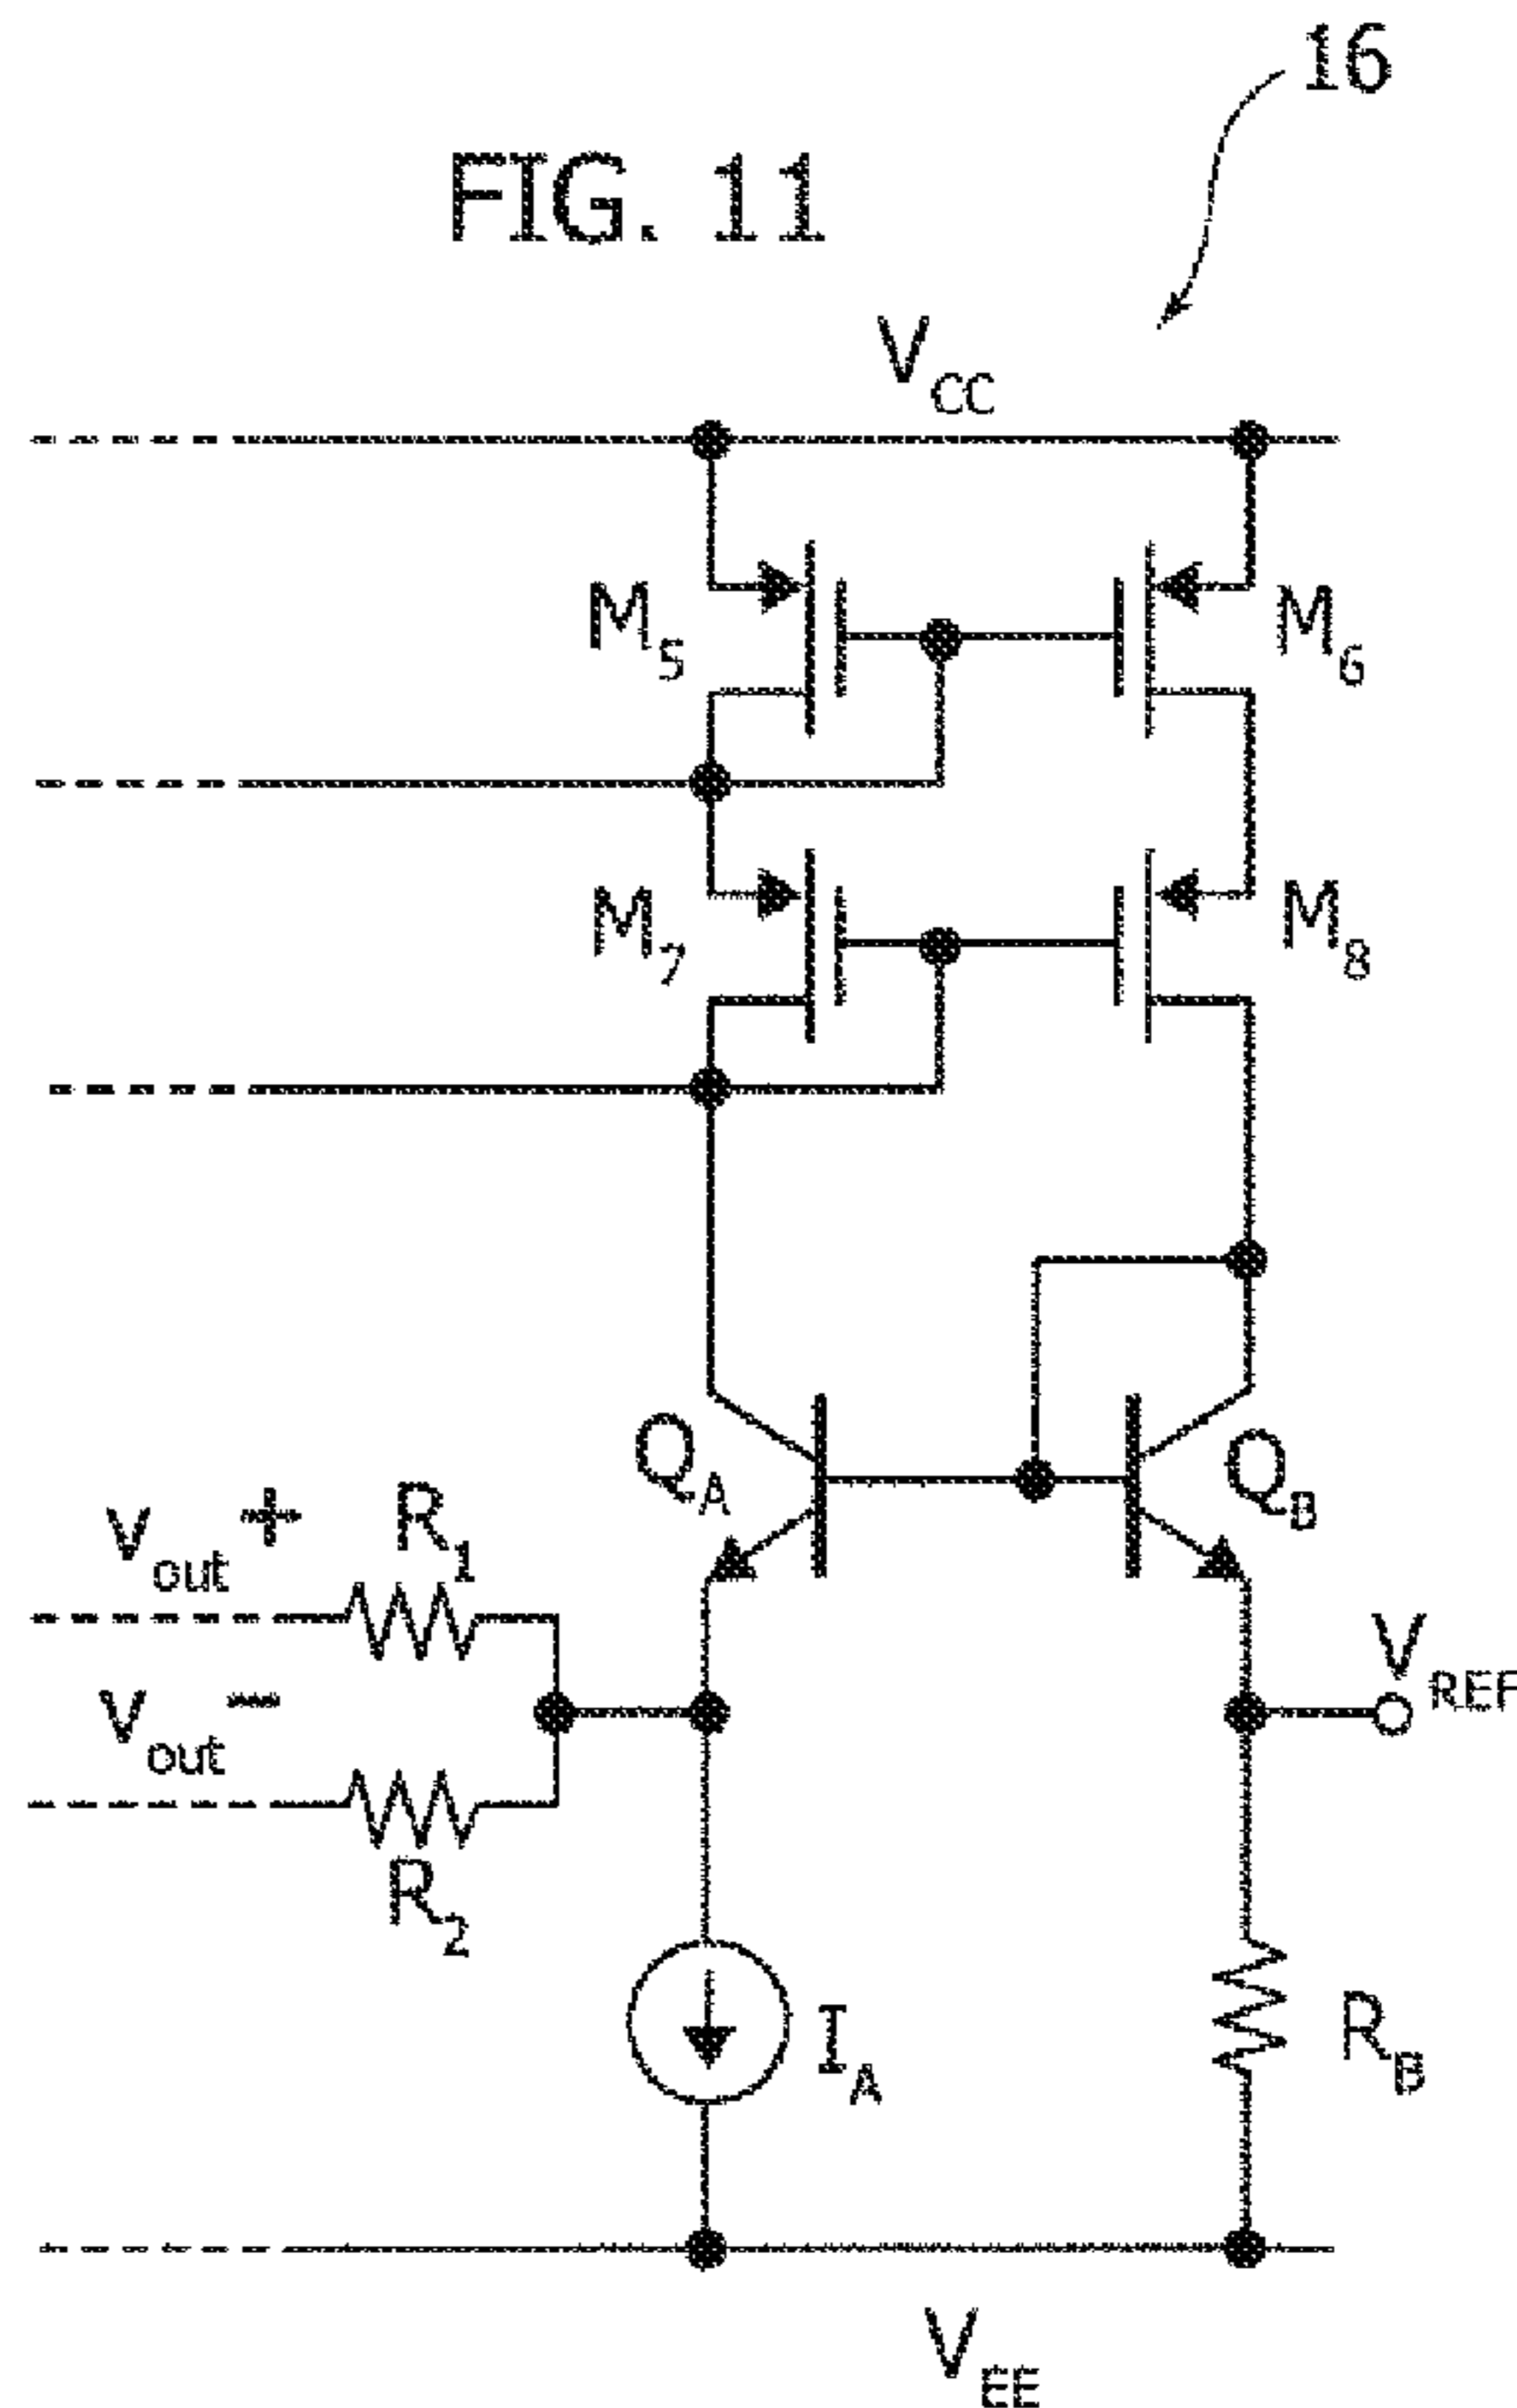 16
FIG. 11
VCC
M5
M6
M7
M8
QA
QB
vout+
R1
vout−
R2
VREF
IA
RB
VEE